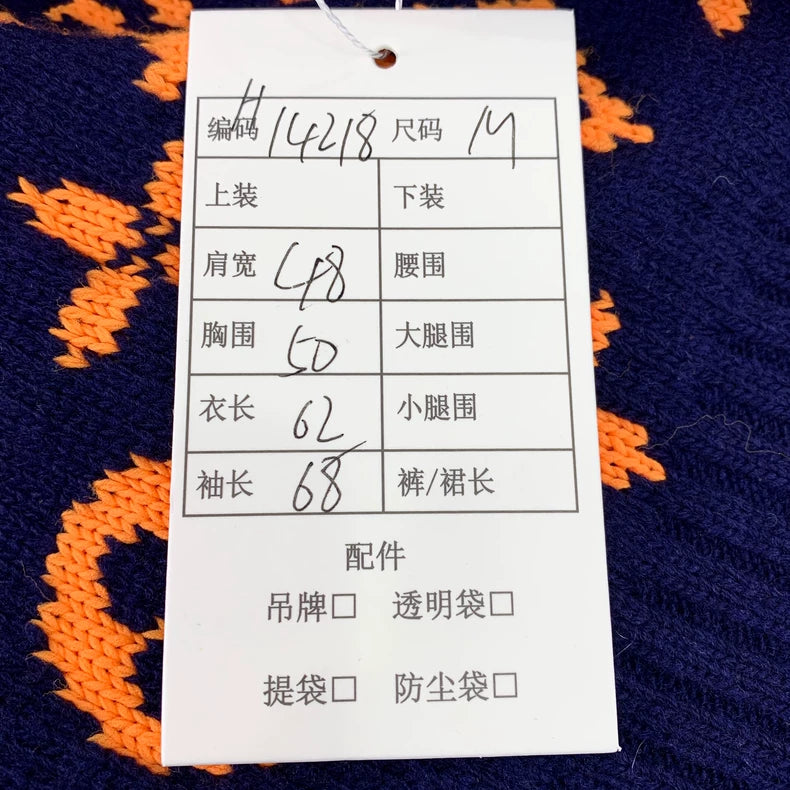 编码 H14218 尺码 M
上装 下装
肩宽 48 腰围
胸围 50 大腿围
衣长 62 小腿围
袖长 68 裤/裙长
配件
吊牌□ 透明袋□
提袋□ 防尘袋□